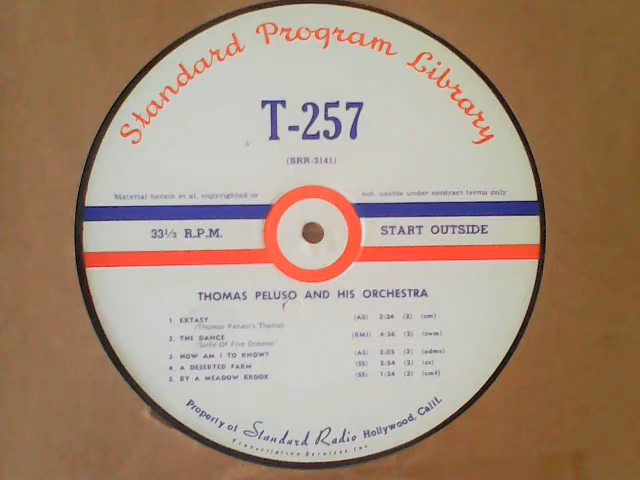 Standard Program Library
T-257
(SRR-2141)
Material herein et al, copyrighted or not, usable under contract terms only
33⅓ R.P.M. START OUTSIDE
THOMAS PELUSO AND HIS ORCHESTRA
1. EXTASY (AS) 2:24 (2) (cm)
(Thomas Peluso's Theme)
2. THE DANCE (BMI) 4:36 (2) (cwm)
"Suite Of Five Dreams"
3. HOW AM I TO KNOW? (AS) 2:05 (2) (adms)
4. A DESERTED FARM (SS) 2:54 (2)
5. BY A MEADOW BROOK (SS) 1:34 (2) (cmf)
Property of Standard Radio Hollywood, Calif.
Transcription Services Inc